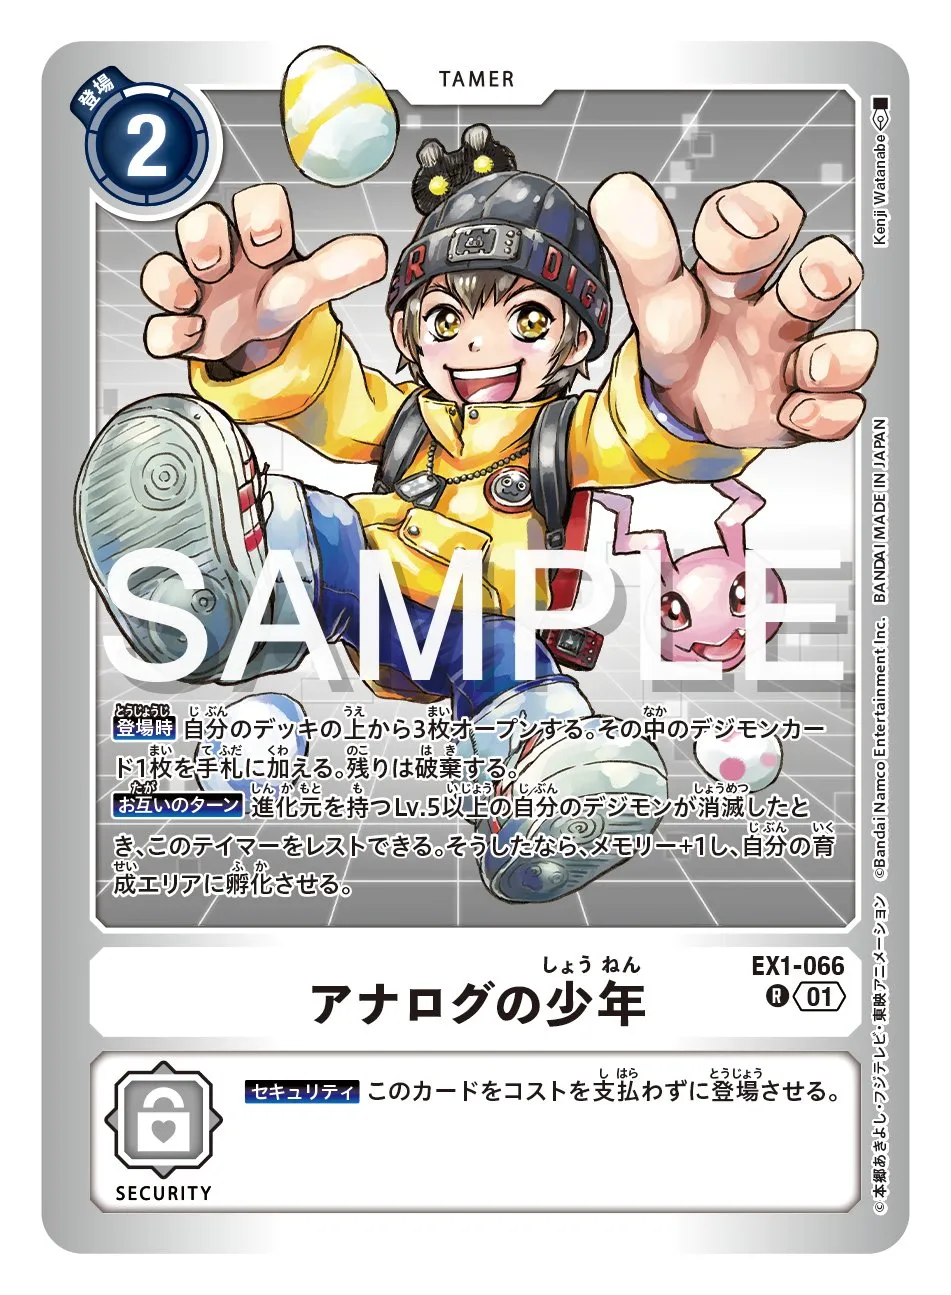 TAMER
登場
2
Kenji Watanabe
R DIG
BANDAI MADE IN JAPAN
©Bandai Namco Entertainment Inc.
©本郷あきよし・フジテレビ・東映アニメーション
SAMPLE
登場時 自分のデッキの上から3枚オープンする。その中のデジモンカー
ド1枚を手札に加える。残りは破棄する。
お互いのターン 進化元を持つLv.5以上の自分のデジモンが消滅したと
き、このテイマーをレストできる。そうしたなら、メモリー+1し、自分の育
成エリアに孵化させる。
しょう ねん
アナログの少年
EX1-066
R 01
セキュリティ このカードをコストを支払わずに登場させる。
SECURITY